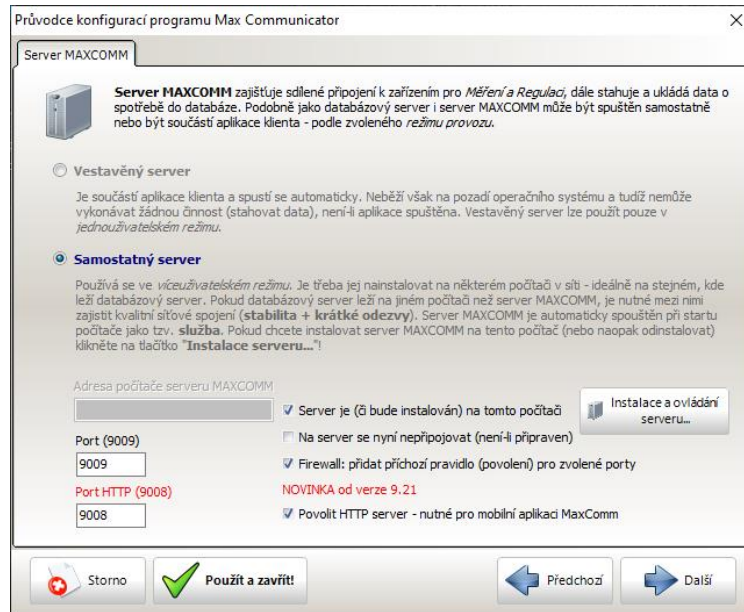 Průvodce konfigurací programu Max Communicator
Server MAXCOMM
Server MAXCOMM zajišťuje sdílené připojení k zařízením pro Měření a Regulaci, dále stahuje a ukládá data o
spotřebě do databáze. Podobně jako databázový server i server MAXCOMM může být spuštěn samostatně
nebo být součástí aplikace klienta - podle zvoleného režimu provozu.
Vestavěný server
Je součástí aplikace klienta a spustí se automaticky. Neběží však na pozadí operačního systému a tudíž nemůže
vykonávat žádnou činnost (stahovat data), není-li aplikace spuštěna. Vestavěný server lze použít pouze v
jednouživatelském režimu.
Samostatný server
Používá se ve víceuživatelském režimu. Je třeba jej nainstalovat na některém počítači v síti - ideálně na stejném, kde
leží databázový server. Pokud databázový server leží na jiném počítači než server MAXCOMM, je nutné mezi nimi
zajistit kvalitní síťové spojení (stabilita + krátké odezvy). Server MAXCOMM je automaticky spouštěn při startu
počítače jako tzv. služba. Pokud chcete instalovat server MAXCOMM na tento počítač (nebo naopak odinstalovat)
klikněte na tlačítko "Instalace serveru..."!
Adresa počítače serveru MAXCOMM
Server je (či bude instalován) na tomto počítači
Instalace a ovládání
serveru...
Port (9009)
Na server se nyní nepřipojovat (není-li připraven)
9009
Firewall: přidat příchozí pravidlo (povolení) pro zvolené porty
Port HTTP (9008)
NOVINKA od verze 9.21
9008
Povolit HTTP server - nutné pro mobilní aplikaci MaxComm
Storno
Použít a zavřít!
Předchozí
Další